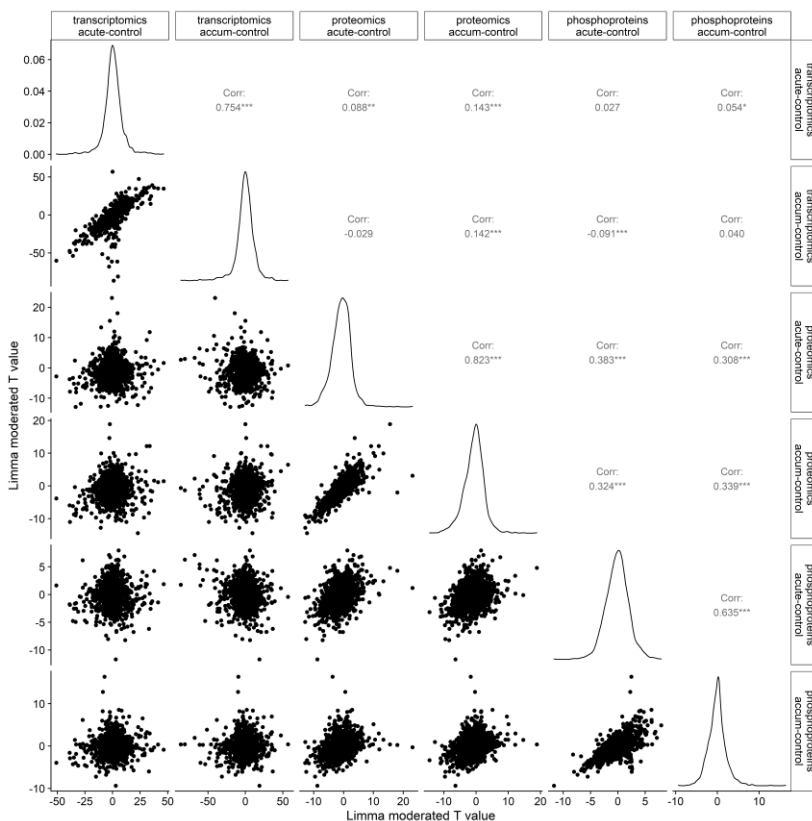 transcriptomics
acute-control
transcriptomics
accum-control
proteomics
acute-control
proteomics
accum-control
phosphoproteins
acute-control
phosphoproteins
accum-control
0.06
0.04
0.02
0.00
Corr:
0.754***
Corr:
0.088**
Corr:
0.143***
Corr:
0.027
Corr:
0.054*
transcriptomics
acute-control
50
0
-50
Corr:
-0.029
Corr:
0.142***
Corr:
-0.091***
Corr:
0.040
transcriptomics
accum-control
20
10
0
-10
Corr:
0.823***
Corr:
0.383***
Corr:
0.308***
proteomics
acute-control
Limma moderated T value
20
10
0
-10
Corr:
0.324***
Corr:
0.339***
proteomics
accum-control
5
0
-5
-10
Corr:
0.635***
phosphoproteins
acute-control
10
0
-10
phosphoproteins
accum-control
-50 -25 0 25 50
-50 0 50
-10 0 10 20
-10 0 10 20
-10 -5 0 5
-10 0 10
Limma moderated T value